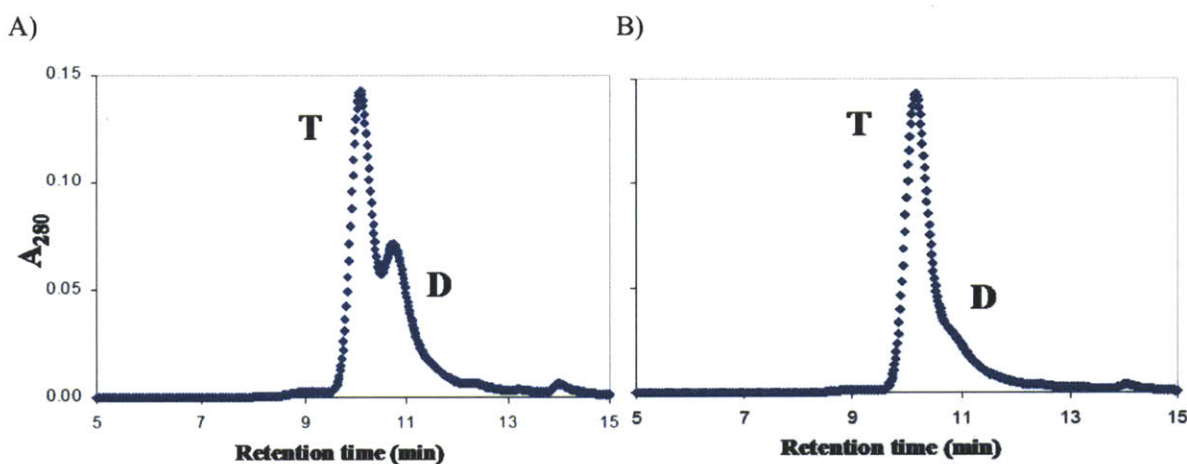 A)
B)
0.15
0.10
0.05
0.00
A280
T
D
5
7
9
11
13
15
Retention time (min)
T
D
5
7
9
11
13
15
Retention time (min)